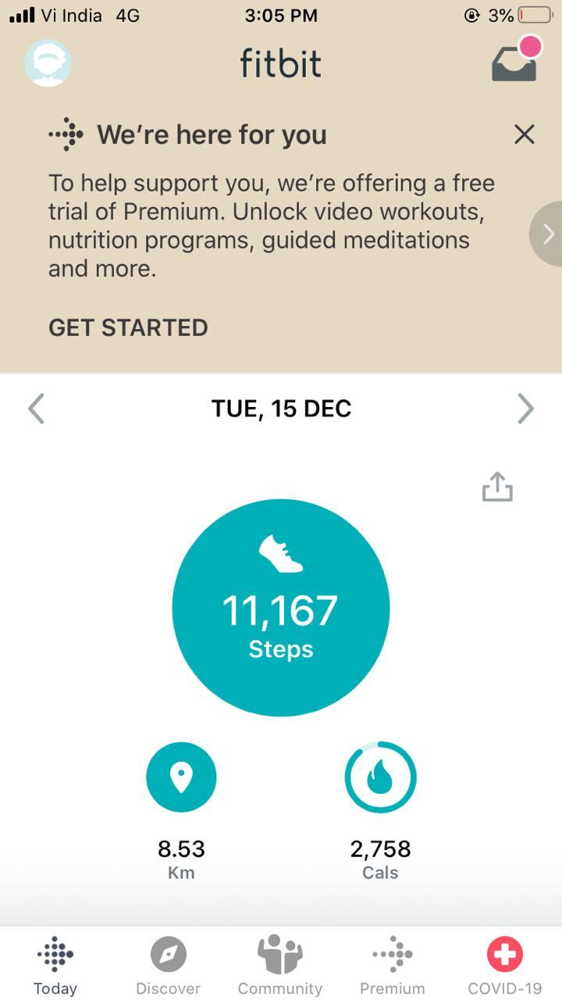 Vi India 4G 3:05 PM 3%
fitbit
We're here for you
To help support you, we're offering a free
trial of Premium. Unlock video workouts,
nutrition programs, guided meditations
and more.
GET STARTED
TUE, 15 DEC
11,167
Steps
8.53 2,758
Km Cals
Today Discover Community Premium COVID-19